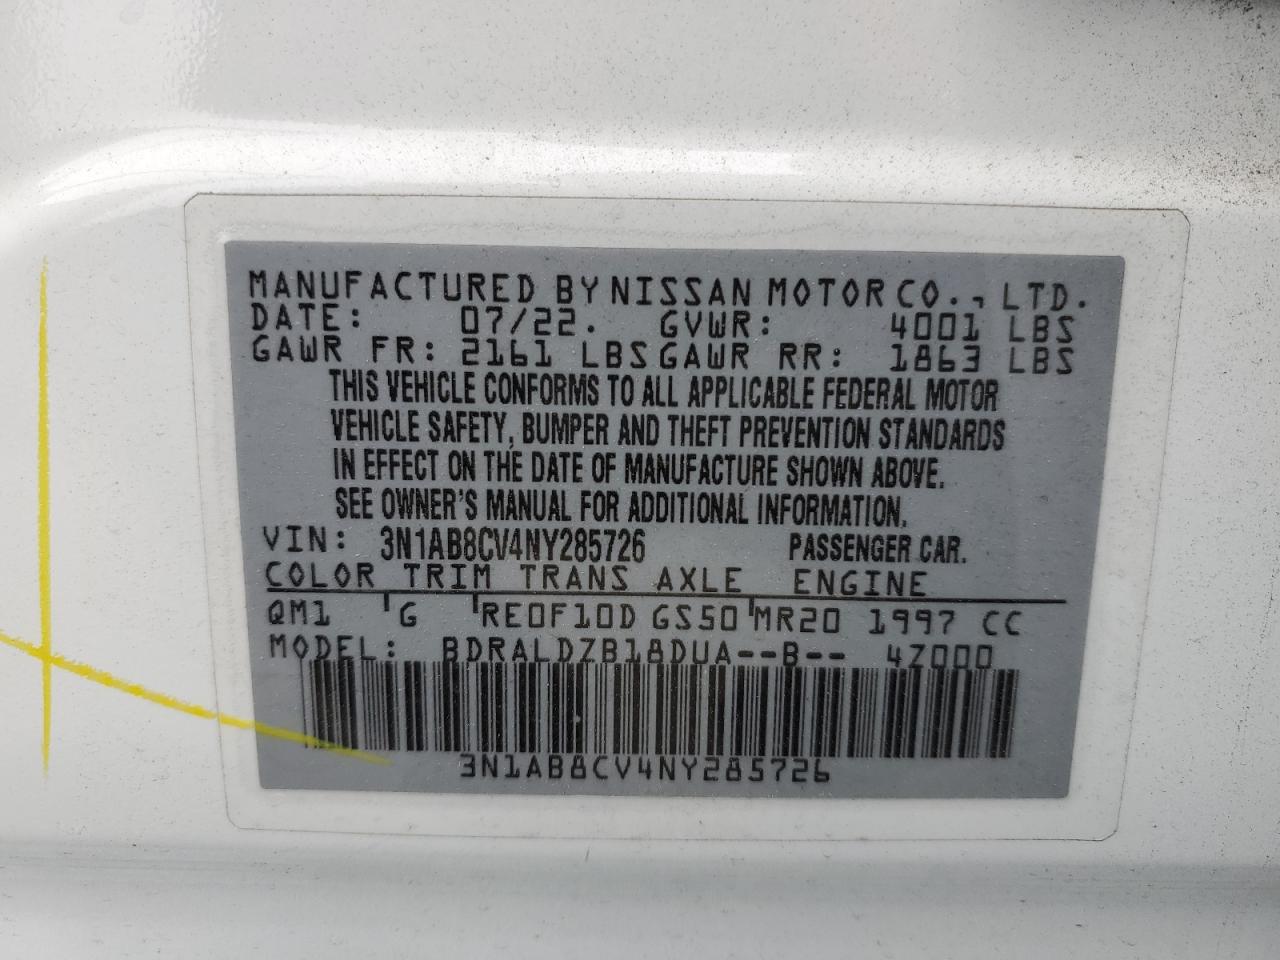 MANUFACTURED BY NISSAN MOTOR CO., LTD.
DATE: 07/22. GVWR: 4001 LBS
GAWR FR: 2161 LBS GAWR RR: 1863 LBS
THIS VEHICLE CONFORMS TO ALL APPLICABLE FEDERAL MOTOR
VEHICLE SAFETY, BUMPER AND THEFT PREVENTION STANDARDS
IN EFFECT ON THE DATE OF MANUFACTURE SHOWN ABOVE.
SEE OWNER'S MANUAL FOR ADDITIONAL INFORMATION.
VIN: 3N1AB8CV4NY285726 PASSENGER CAR.
COLOR TRIM TRANS AXLE ENGINE
QM1 G RE0F10D GS50 MR20 1997 CC
MODEL: BDRALDZB18DUA--B-- 4Z000
3N1AB8CV4NY285726